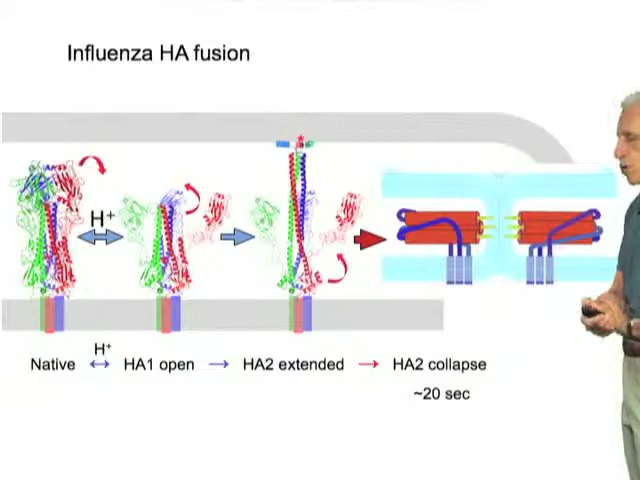 Influenza HA fusion
H⁺
H⁺
Native ↔ HA1 open → HA2 extended → HA2 collapse
~20 sec